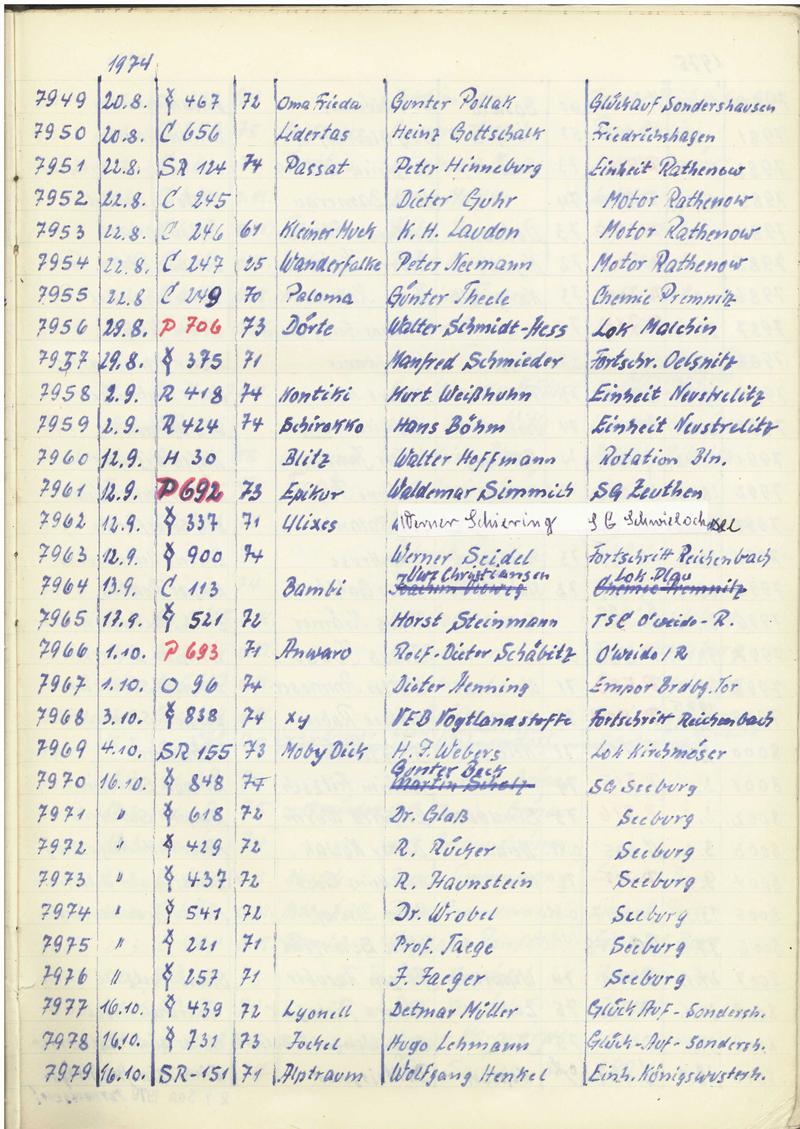 1974
7949 20.8. 467 72 Oma Frieda Gunter Pollak Glückauf Sondershausen
7950 20.8. C 656 Lidertas Heinz Gottschalk Friedrichshagen
7951 22.8. SR 124 74 Passat Peter Hinneburg Einheit Rathenow
7952 22.8. C 245 Dieter Guhr Motor Rathenow
7953 22.8. C 246 61 Kleiner Muck K. H. Laudon Motor Rathenow
7954 22.8. C 247 25 Wanderfalke Peter Neemann Motor Rathenow
7955 22.8 C 249 70 Paloma Günter Theele Chemie Premnitz
7956 29.8. P 706 73 Dörte Walter Schmidt-Hess Lok Malchin
7957 29.8. 375 71 Manfred Schmieder Fortschr. Oelsnitz
7958 2.9. R 418 74 Kontiki Kurt Weißhuhn Einheit Neustrelitz
7959 2.9. R 424 74 Schirokko Hans Böhm Einheit Neustrelitz
7960 12.9. H 30 Blitz Walter Hoffmann Rotation Bln.
7961 12.9. P 692 73 Epikur Waldemar Simmich SG Zeuthen
7962 12.9. 337 71 Ulixes Werner Schiering SG Schwielochsee
7963 12.9. 900 74 Werner Seidel Fortschritt Reichenbach
7964 13.9. C 113 Bambi Uwe Christiansen Lok Plau
Chemie Premnitz
7965 17.9. 521 72 Horst Steinmann TSC O'weide-R.
7966 1.10. P 693 71 Anwaro Rolf-Dieter Schäbitz O'weide/R
7967 1.10. O 96 74 Dieter Henning Empor Brdbg. Tor
7968 3.10. 838 74 xy VEB Vogtlandstoffe Fortschritt Reichenbach
7969 4.10. SR 155 73 Moby Dick H. J. Webers Lok Kirchmöser
7970 16.10. 848 74 Gunter Beck SG Seeburg
Martin Scholz
7971 " 618 72 Dr. Glaß Seeburg
7972 " 429 72 R. Rücker Seeburg
7973 " 437 72 R. Haunstein Seeburg
7974 " 541 72 Dr. Wrobel Seeburg
7975 " 221 71 Prof. Taege Seeburg
7976 " 257 71 J. Jaeger Seeburg
7977 16.10. 439 72 Lyonell Detmar Müller Glück Auf - Sondersh.
7978 16.10. 731 73 Jockel Hugo Lehmann Glück-Auf-Sondersh.
7979 16.10. SR-151 71 Alptraum Wolfgang Henkel Einh. Königswusterh.